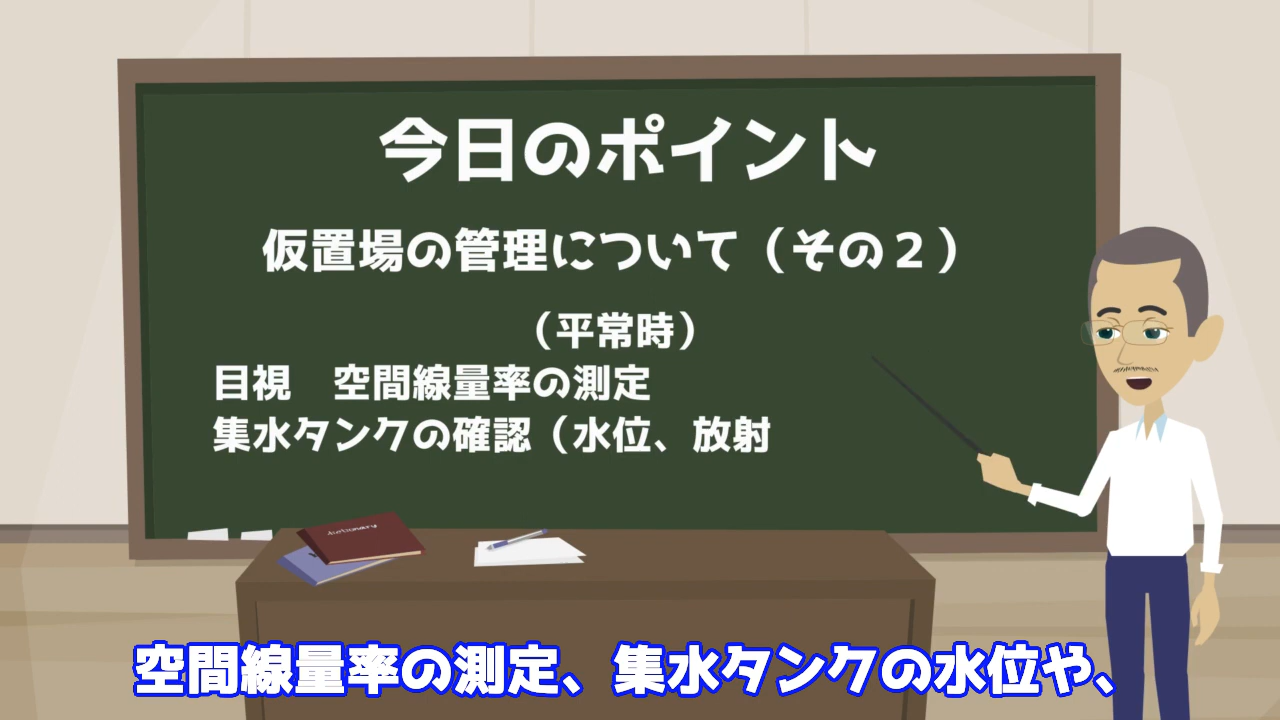 今日のポイント
仮置場の管理について（その２）
（平常時）
目視　空間線量率の測定
集水タンクの確認（水位、放射
dictionary
空間線量率の測定、集水タンクの水位や、